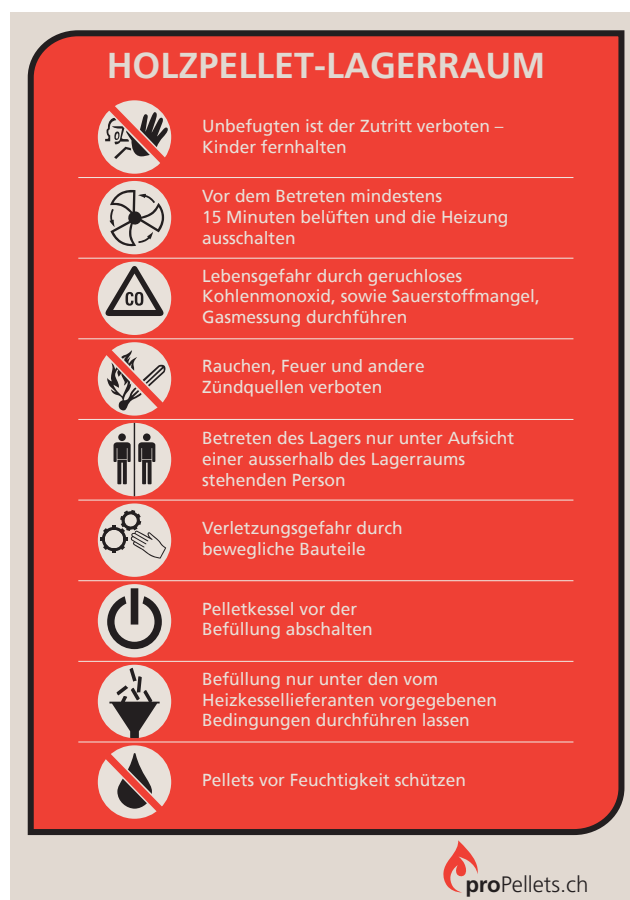 HOLZPELLET-LAGERRAUM
Unbefugten ist der Zutritt verboten –
Kinder fernhalten
Vor dem Betreten mindestens
15 Minuten belüften und die Heizung
ausschalten
CO
Lebensgefahr durch geruchloses
Kohlenmonoxid, sowie Sauerstoffmangel,
Gasmessung durchführen
Rauchen, Feuer und andere
Zündquellen verboten
Betreten des Lagers nur unter Aufsicht
einer ausserhalb des Lagerraums
stehenden Person
Verletzungsgefahr durch
bewegliche Bauteile
Pelletkessel vor der
Befüllung abschalten
Befüllung nur unter den vom
Heizkessellieferanten vorgegebenen
Bedingungen durchführen lassen
Pellets vor Feuchtigkeit schützen
proPellets.ch